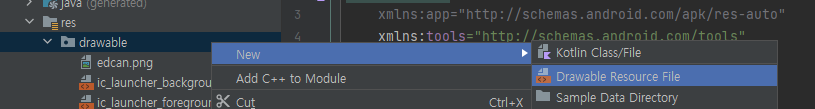 java (generated)
res
drawable
edcan.png
ic_launcher_backgroun
ic_launcher_foregroun
3 xmlns:app="http://schemas.android.com/apk/res-auto"
4 xmlns:tools="http://schemas.android.com/tools"
New
Add C++ to Module
Cut Ctrl+X
Kotlin Class/File
Drawable Resource File
Sample Data Directory